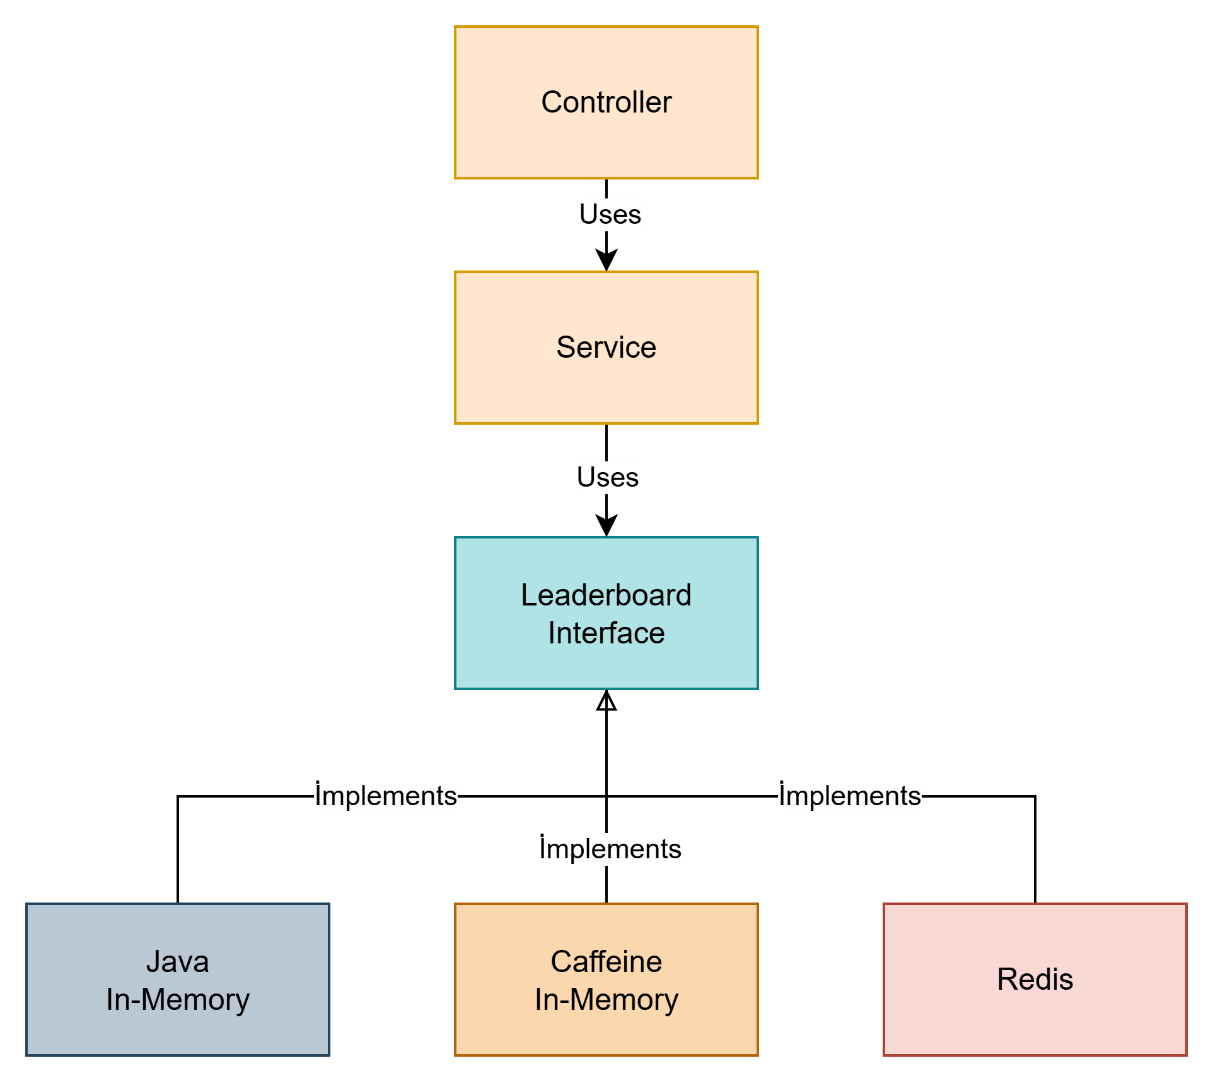 Controller
Uses
Service
Uses
Leaderboard
Interface
İmplements
İmplements
İmplements
Java
In-Memory
Caffeine
In-Memory
Redis